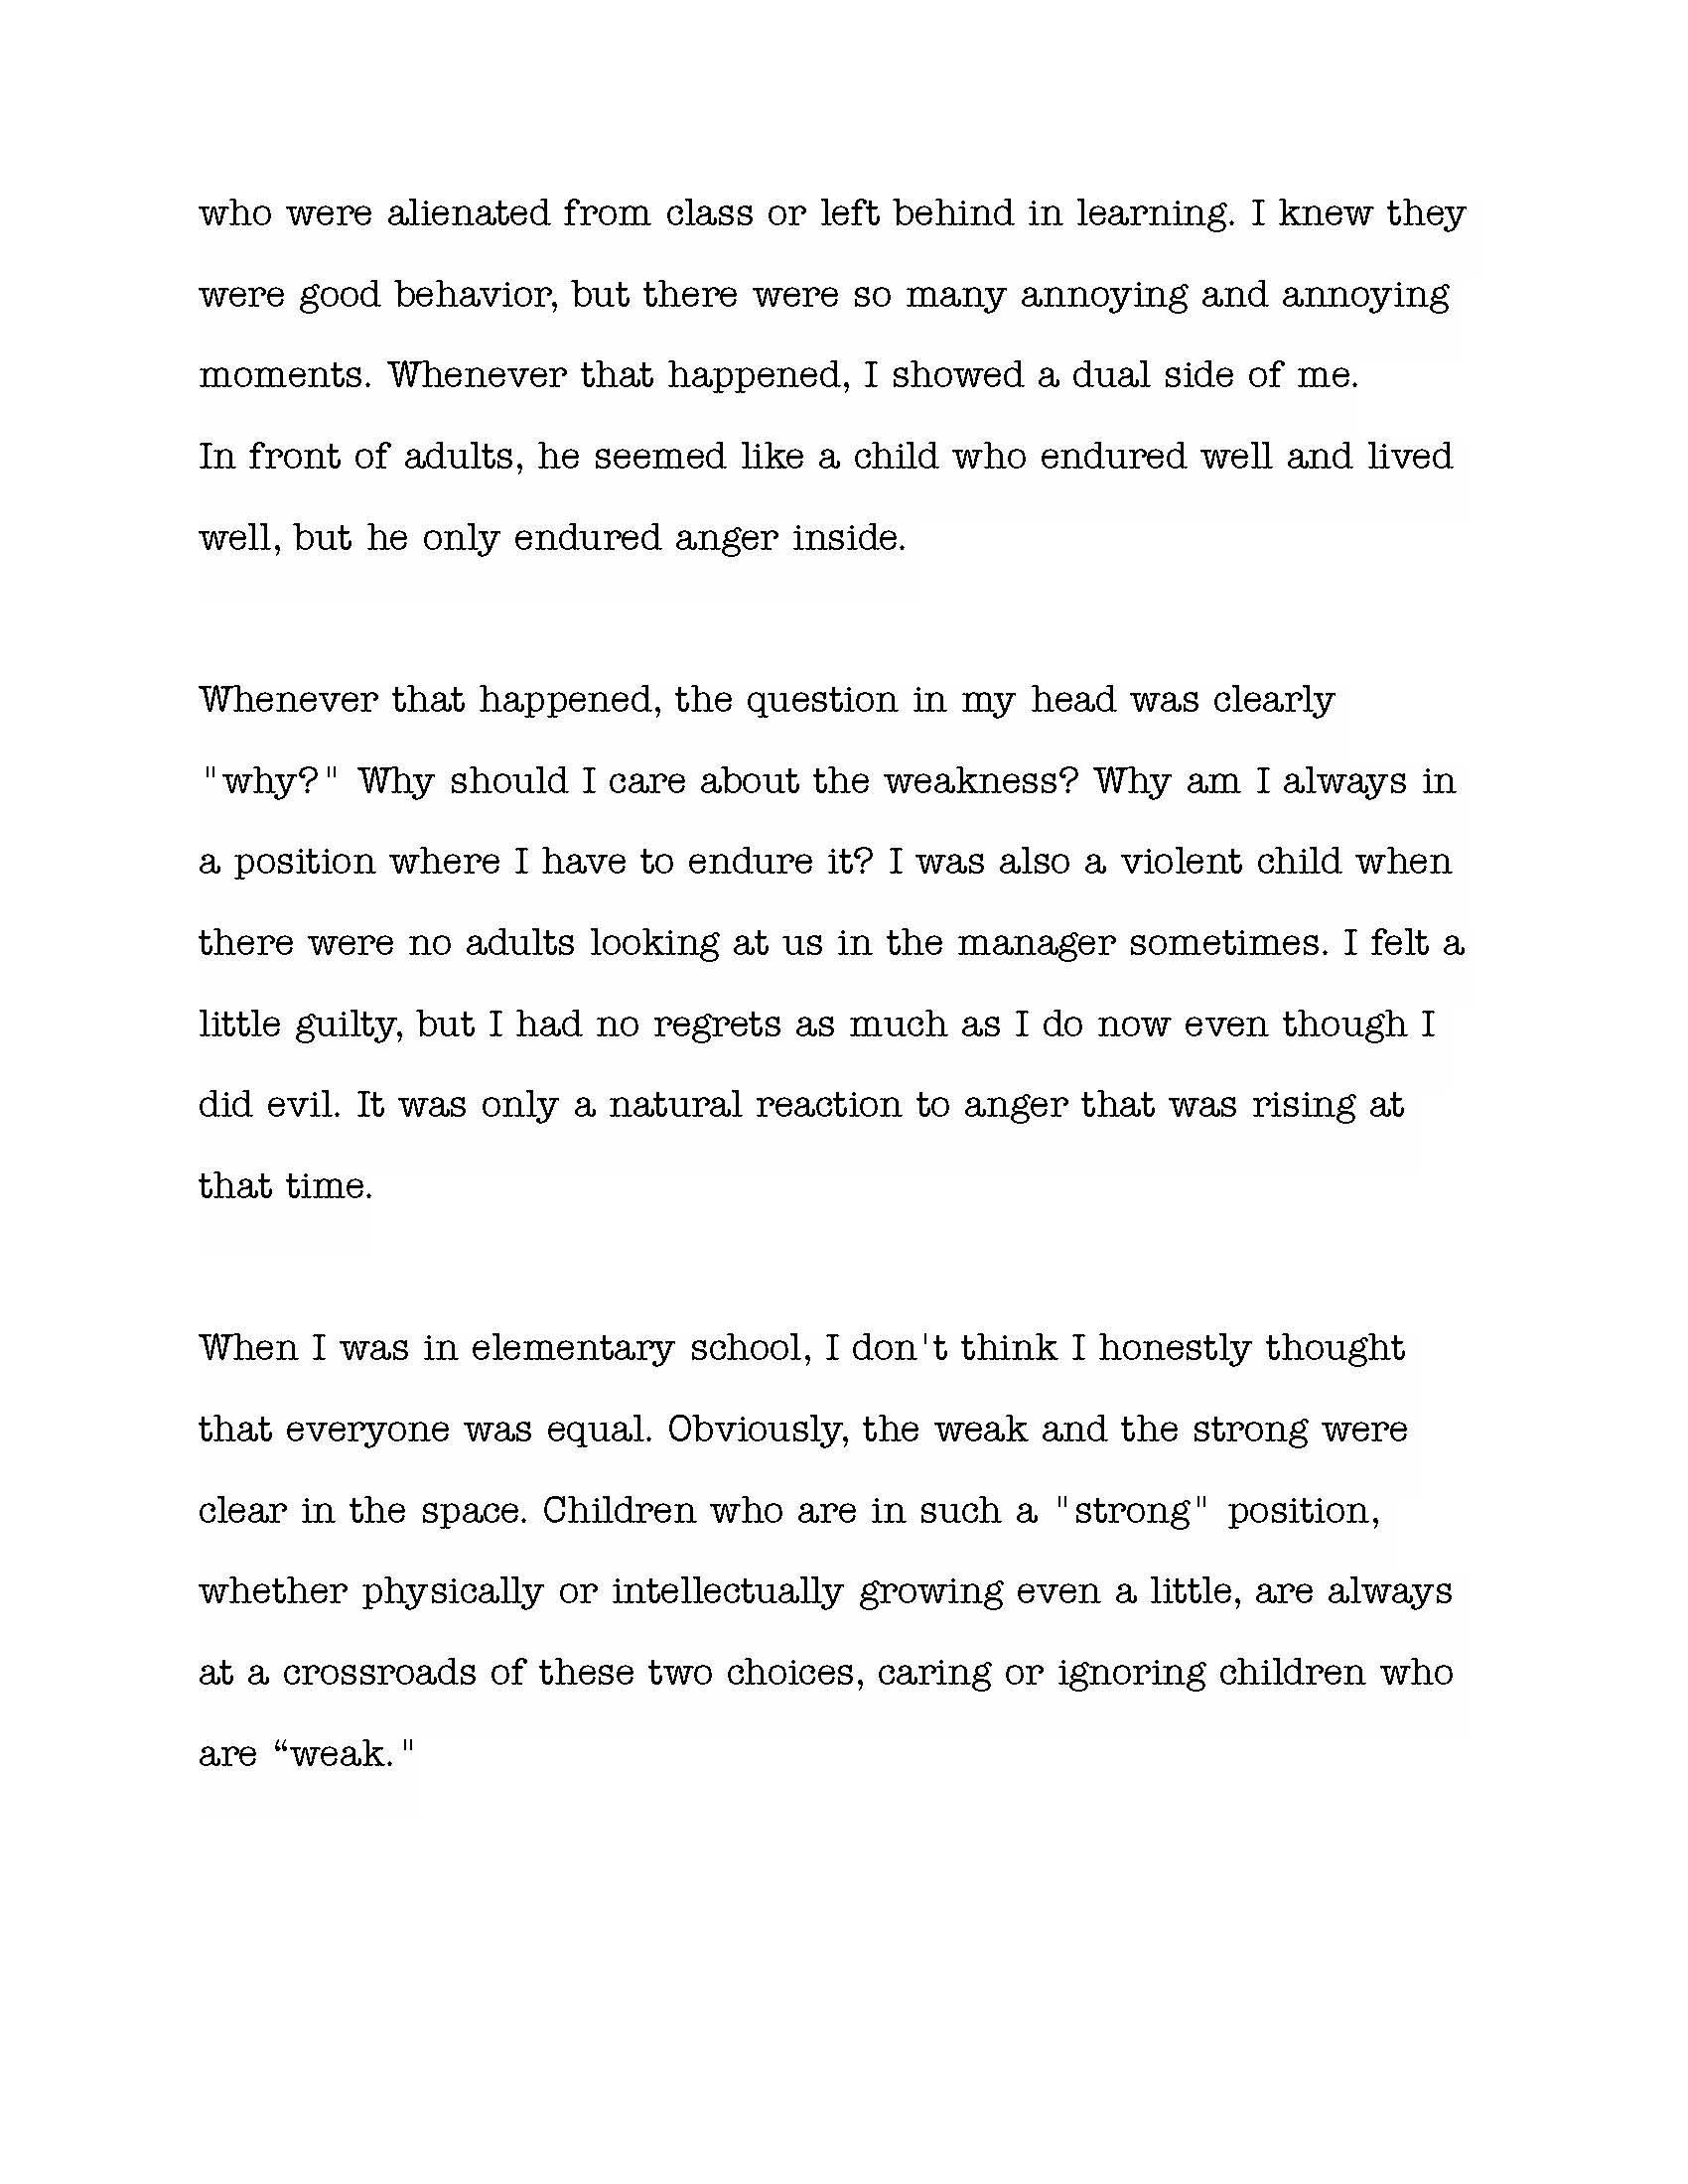 who were alienated from class or left behind in learning. I knew they
were good behavior, but there were so many annoying and annoying
moments. Whenever that happened, I showed a dual side of me.
In front of adults, he seemed like a child who endured well and lived
well, but he only endured anger inside.
Whenever that happened, the question in my head was clearly
"why?" Why should I care about the weakness? Why am I always in
a position where I have to endure it? I was also a violent child when
there were no adults looking at us in the manager sometimes. I felt a
little guilty, but I had no regrets as much as I do now even though I
did evil. It was only a natural reaction to anger that was rising at
that time.
When I was in elementary school, I don't think I honestly thought
that everyone was equal. Obviously, the weak and the strong were
clear in the space. Children who are in such a "strong" position,
whether physically or intellectually growing even a little, are always
at a crossroads of these two choices, caring or ignoring children who
are “weak."